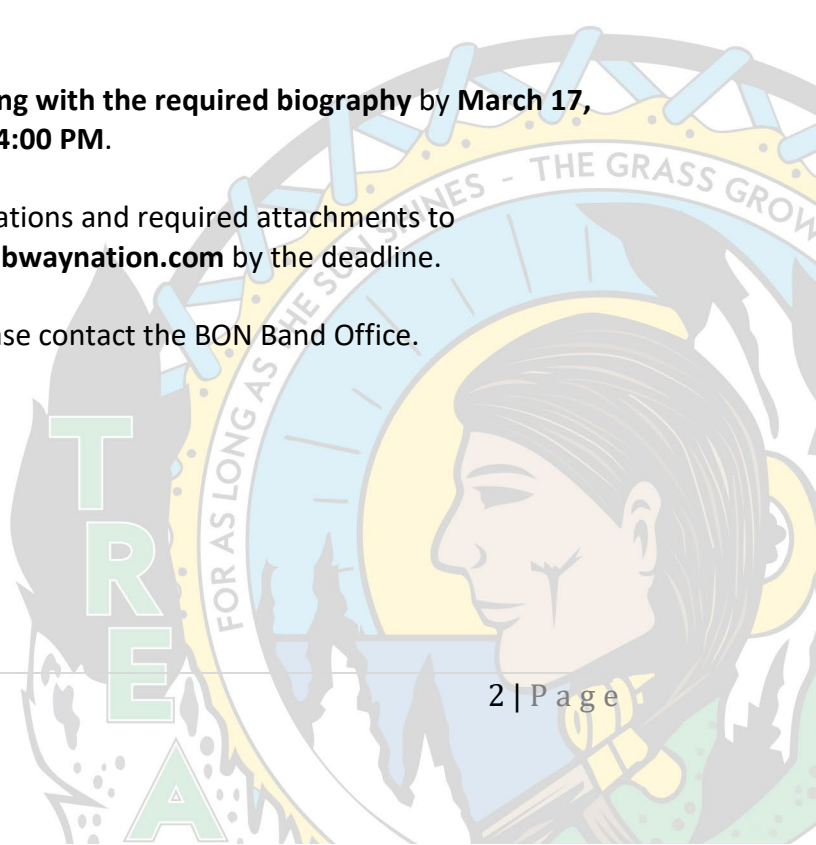 ng with the required biography by March 17,
4:00 PM.
ations and required attachments to
bwaynation.com by the deadline.
se contact the BON Band Office.
FOR AS LONG AS THE SUN SHINES - THE GRASS GROW
TREA
2 | Page